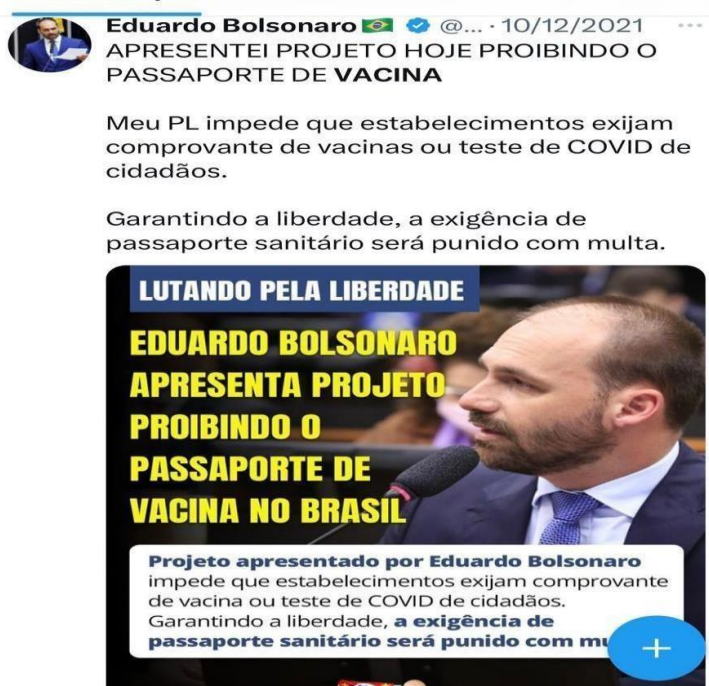 Eduardo Bolsonaro @... · 10/12/2021
APRESENTEI PROJETO HOJE PROIBINDO O
PASSAPORTE DE VACINA
Meu PL impede que estabelecimentos exijam
comprovante de vacinas ou teste de COVID de
cidadãos.
Garantindo a liberdade, a exigência de
passaporte sanitário será punido com multa.
LUTANDO PELA LIBERDADE
EDUARDO BOLSONARO
APRESENTA PROJETO
PROIBINDO O
PASSAPORTE DE
VACINA NO BRASIL
Projeto apresentado por Eduardo Bolsonaro
impede que estabelecimentos exijam comprovante
de vacina ou teste de COVID de cidadãos.
Garantindo a liberdade, a exigência de
passaporte sanitário será punido com mu